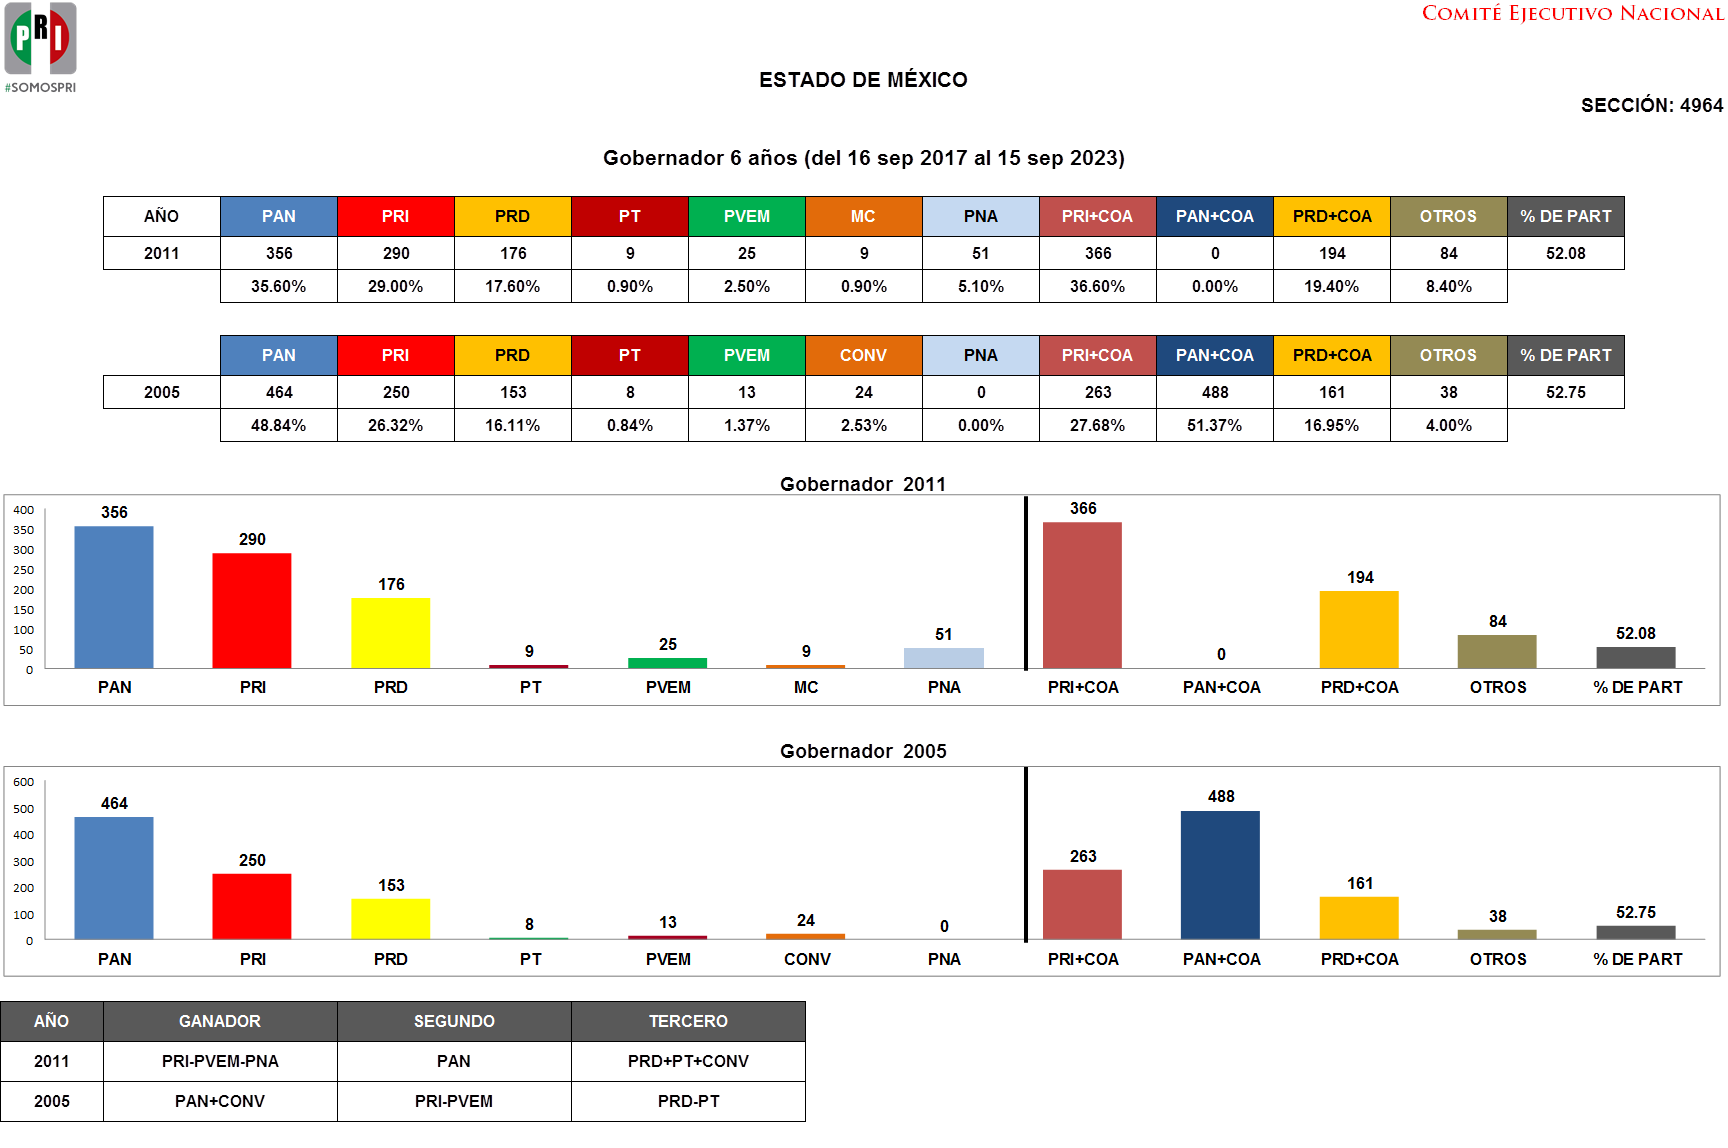 PRI
#SOMOSPRI
COMITÉ EJECUTIVO NACIONAL
ESTADO DE MÉXICO
SECCIÓN: 4964
Gobernador 6 años (del 16 sep 2017 al 15 sep 2023)
AÑO PAN PRI PRD PT PVEM MC PNA PRI+COA PAN+COA PRD+COA OTROS % DE PART
2011 356 290 176 9 25 9 51 366 0 194 84 52.08
35.60% 29.00% 17.60% 0.90% 2.50% 0.90% 5.10% 36.60% 0.00% 19.40% 8.40%
PAN PRI PRD PT PVEM CONV PNA PRI+COA PAN+COA PRD+COA OTROS % DE PART
2005 464 250 153 8 13 24 0 263 488 161 38 52.75
48.84% 26.32% 16.11% 0.84% 1.37% 2.53% 0.00% 27.68% 51.37% 16.95% 4.00%
Gobernador 2011
400
350
300
250
200
150
100
50
0
356 290 176 9 25 9 51 366 0 194 84 52.08
PAN PRI PRD PT PVEM MC PNA PRI+COA PAN+COA PRD+COA OTROS % DE PART
Gobernador 2005
600
500
400
300
200
100
0
464 250 153 8 13 24 0 263 488 161 38 52.75
PAN PRI PRD PT PVEM CONV PNA PRI+COA PAN+COA PRD+COA OTROS % DE PART
AÑO GANADOR SEGUNDO TERCERO
2011 PRI-PVEM-PNA PAN PRD+PT+CONV
2005 PAN+CONV PRI-PVEM PRD-PT